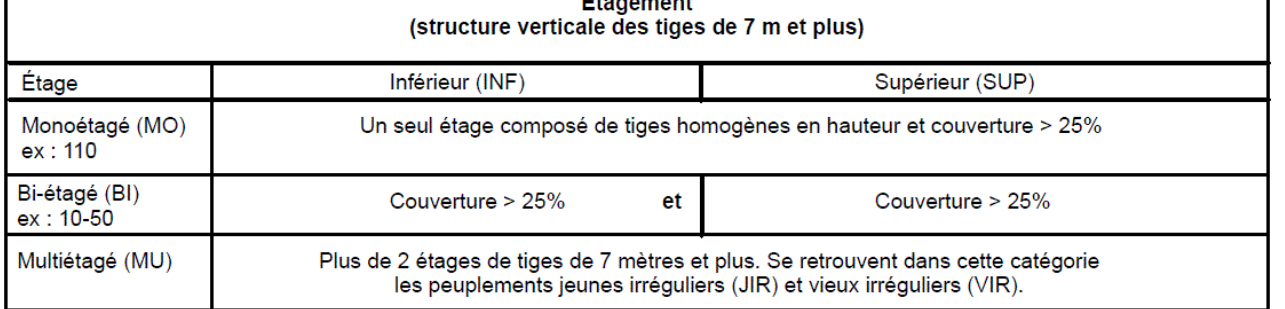 Étagement
(structure verticale des tiges de 7 m et plus)
Étage Inférieur (INF) Supérieur (SUP)
Monoétagé (MO) Un seul étage composé de tiges homogènes en hauteur et couverture > 25%
ex : 110
Bi-étagé (BI) Couverture > 25% et Couverture > 25%
ex : 10-50
Multiétagé (MU) Plus de 2 étages de tiges de 7 mètres et plus. Se retrouvent dans cette catégorie
les peuplements jeunes irréguliers (JIR) et vieux irréguliers (VIR).